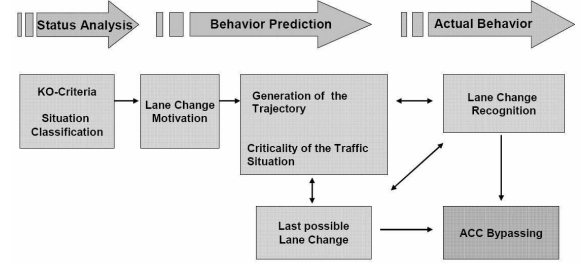 Status Analysis
Behavior Prediction
Actual Behavior
KO-Criteria
Situation
Classification
Lane Change
Motivation
Generation of the
Trajectory
Criticality of the Traffic
Situation
Lane Change
Recognition
Last possible
Lane Change
ACC Bypassing